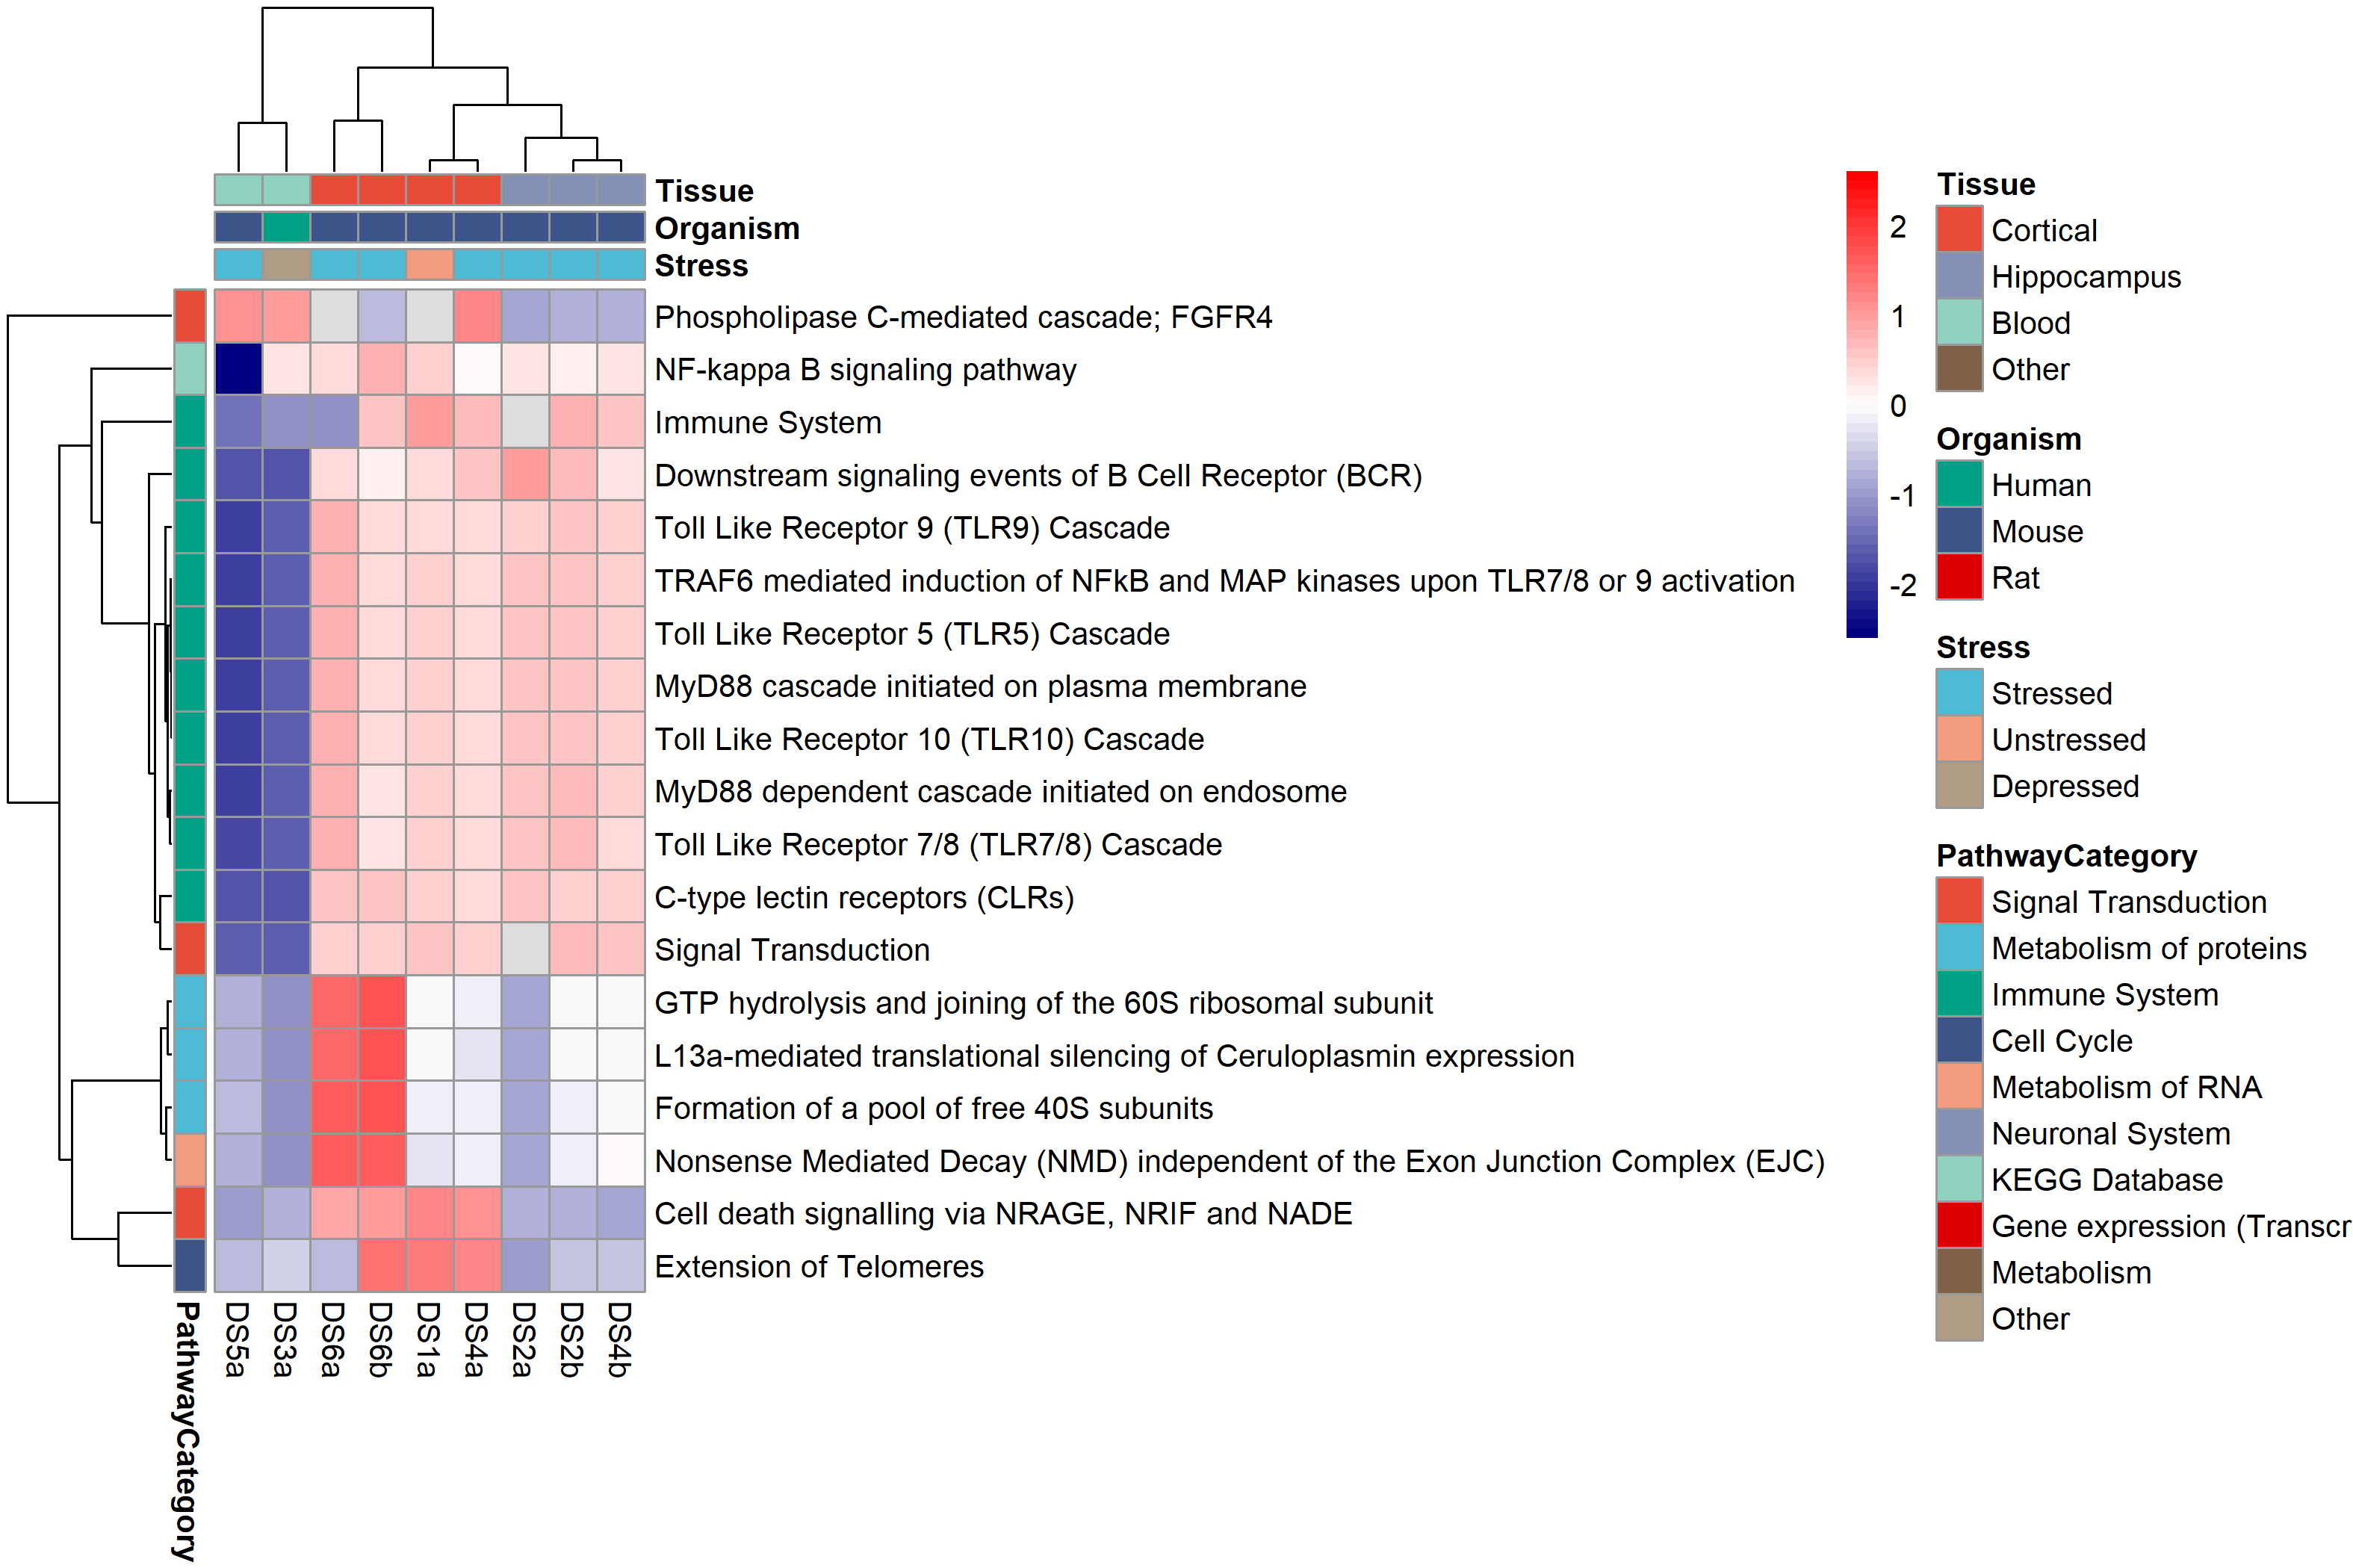 Tissue
Organism
Stress
Phospholipase C-mediated cascade; FGFR4
NF-kappa B signaling pathway
Immune System
Downstream signaling events of B Cell Receptor (BCR)
Toll Like Receptor 9 (TLR9) Cascade
TRAF6 mediated induction of NFkB and MAP kinases upon TLR7/8 or 9 activation
Toll Like Receptor 5 (TLR5) Cascade
MyD88 cascade initiated on plasma membrane
Toll Like Receptor 10 (TLR10) Cascade
MyD88 dependent cascade initiated on endosome
Toll Like Receptor 7/8 (TLR7/8) Cascade
C-type lectin receptors (CLRs)
Signal Transduction
GTP hydrolysis and joining of the 60S ribosomal subunit
L13a-mediated translational silencing of Ceruloplasmin expression
Formation of a pool of free 40S subunits
Nonsense Mediated Decay (NMD) independent of the Exon Junction Complex (EJC)
Cell death signalling via NRAGE, NRIF and NADE
Extension of Telomeres
PathwayCategory
DS5a
DS3a
DS6a
DS6b
DS1a
DS4a
DS2a
DS2b
DS4b
2
1
0
-1
-2
Tissue
Cortical
Hippocampus
Blood
Other
Organism
Human
Mouse
Rat
Stress
Stressed
Unstressed
Depressed
PathwayCategory
Signal Transduction
Metabolism of proteins
Immune System
Cell Cycle
Metabolism of RNA
Neuronal System
KEGG Database
Gene expression (Transcr
Metabolism
Other